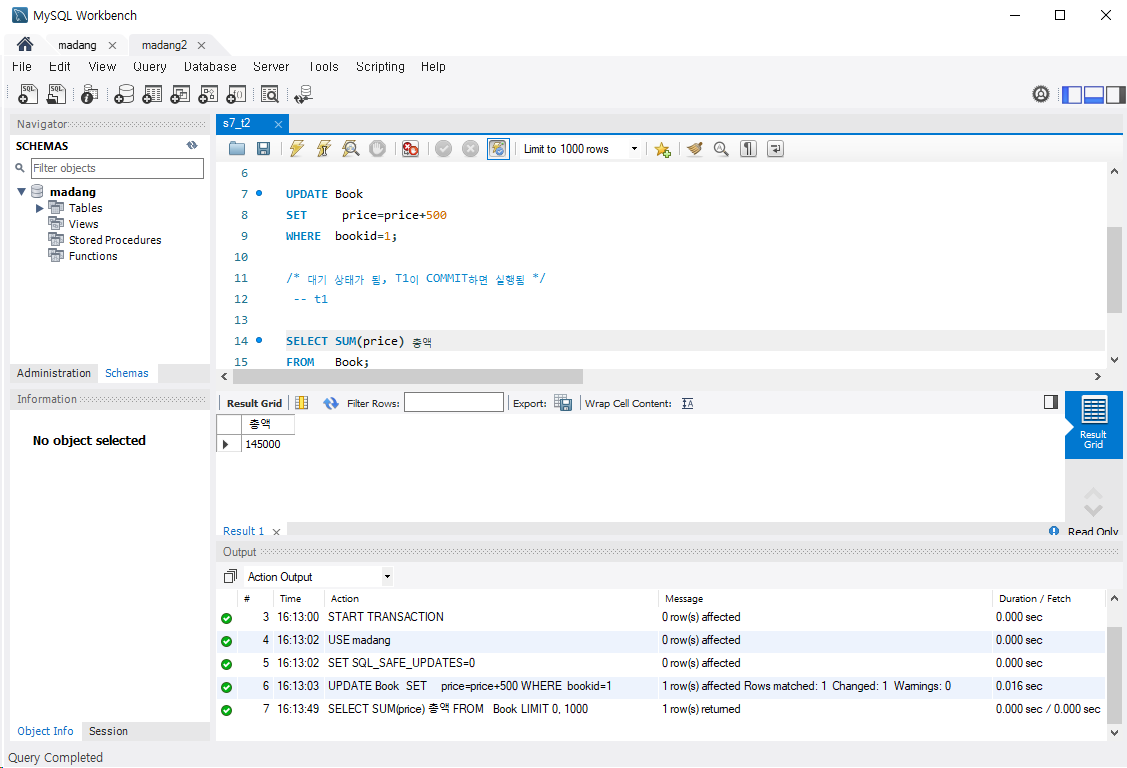 MySQL Workbench
madang
madang2
File Edit View Query Database Server Tools Scripting Help
Navigator
SCHEMAS
Filter objects
madang
Tables
Views
Stored Procedures
Functions
Administration Schemas
Information
No object selected
Object Info Session
s7_t2
Limit to 1000 rows
6
7 UPDATE Book
8 SET price=price+500
9 WHERE bookid=1;
10
11 /* 대기 상태가 됨, T1이 COMMIT하면 실행됨 */
12 -- t1
13
14 SELECT SUM(price) 총액
15 FROM Book;
Result Grid Filter Rows: Export: Wrap Cell Content:
총액
145000
Result Grid
Result 1
Read Only
Output
Action Output
# Time Action Message Duration / Fetch
3 16:13:00 START TRANSACTION 0 row(s) affected 0.000 sec
4 16:13:02 USE madang 0 row(s) affected 0.000 sec
5 16:13:02 SET SQL_SAFE_UPDATES=0 0 row(s) affected 0.000 sec
6 16:13:03 UPDATE Book SET price=price+500 WHERE bookid=1 1 row(s) affected Rows matched: 1 Changed: 1 Warnings: 0 0.016 sec
7 16:13:49 SELECT SUM(price) 총액 FROM Book LIMIT 0, 1000 1 row(s) returned 0.000 sec / 0.000 sec
Query Completed